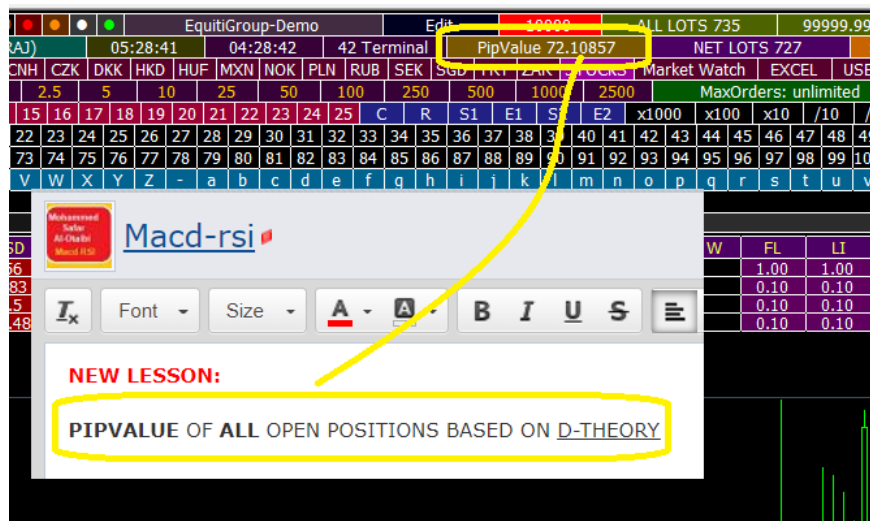 EquitiGroup-Demo Edit 10000 ALL LOTS 735 99999.99
RAJ) 05:28:41 04:28:42 42 Terminal PipValue 72.10857 NET LOTS 727
CNH CZK DKK HKD HUF MXN NOK PLN RUB SEK SGD TRY ZAR STOCKS Market Watch EXCEL USE
2.5 5 10 25 50 100 250 500 1000 2500 MaxOrders: unlimited
15 16 17 18 19 20 21 22 23 24 25 C R S1 E1 E2 x1000 x100 x10 /10
22 23 24 25 26 27 28 29 30 31 32 33 34 35 36 37 38 39 40 41 42 43 44 45 46 47 48
73 74 75 76 77 78 79 80 81 82 83 84 85 86 87 88 89 90 91 92 93 94 95 96 97 98 99
V W X Y Z - a b c d e f g h i j k l m n o p q r s t u v
Mohammed
Safar
Al-Otaibi
Macd RSI
Macd-rsi
SD W FL LI
56 1.00 1.00
83 0.10 0.10
.5 0.10 0.10
.48 0.10 0.10
Tx Font Size A A B I U S
NEW LESSON:
PIPVALUE OF ALL OPEN POSITIONS BASED ON D-THEORY